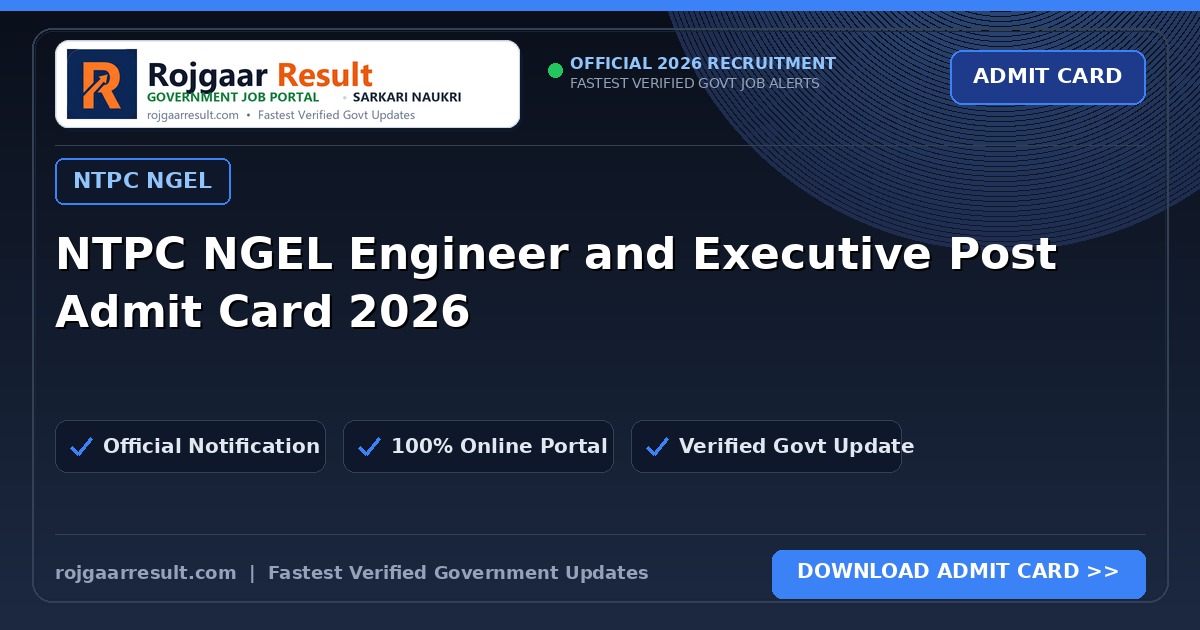 Rojgaar Result
GOVERNMENT JOB PORTAL • SARKARI NAUKRI
rojgaarresult.com • Fastest Verified Govt Updates
OFFICIAL 2026 RECRUITMENT
FASTEST VERIFIED GOVT JOB ALERTS
ADMIT CARD
NTPC NGEL
NTPC NGEL Engineer and Executive Post
Admit Card 2026
Official Notification
100% Online Portal
Verified Govt Update
rojgaarresult.com | Fastest Verified Government Updates
DOWNLOAD ADMIT CARD >>